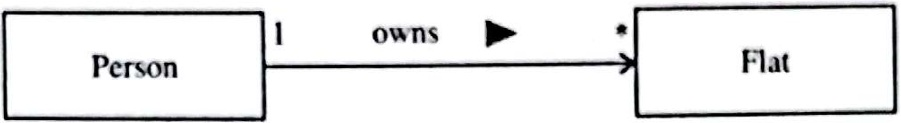 1 owns ► *
Person Flat